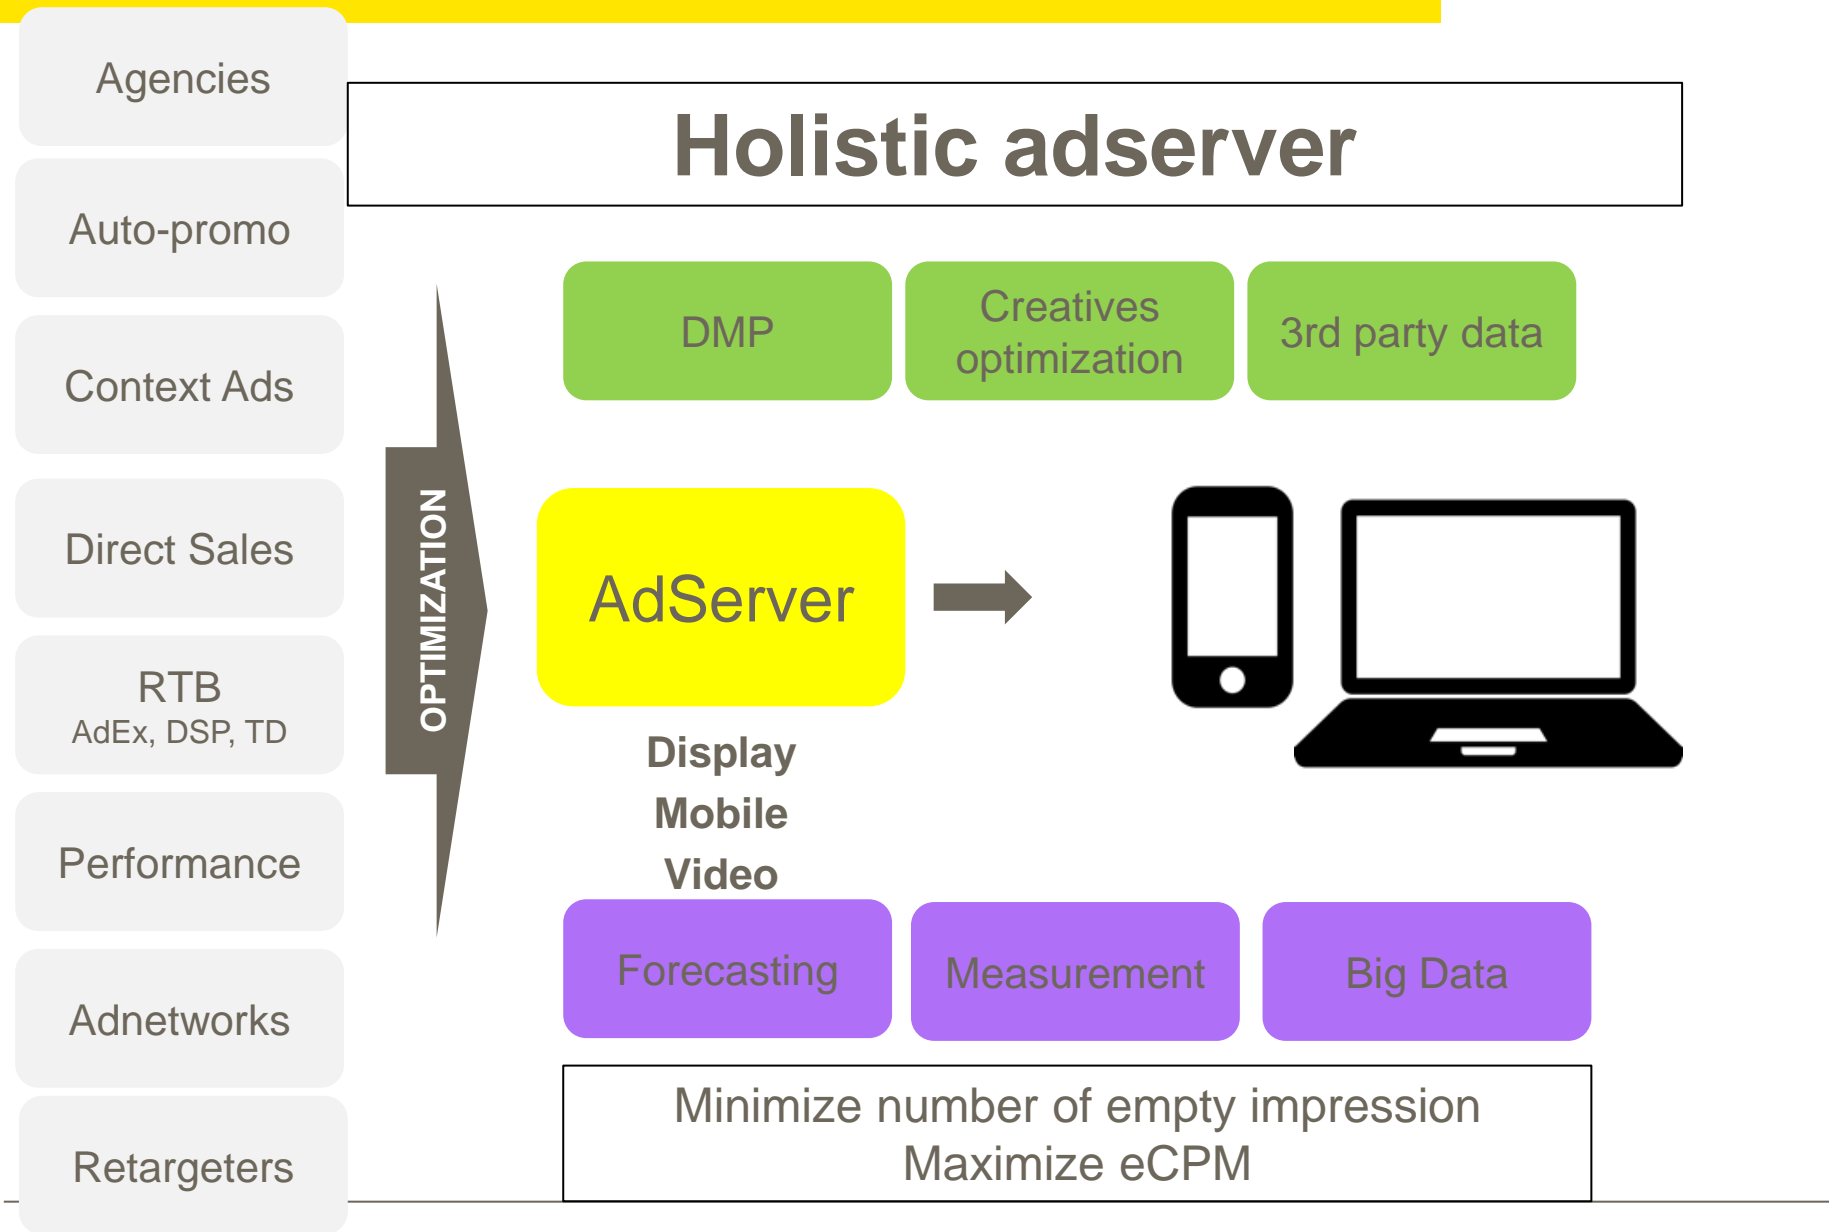 Agencies
Auto-promo
Context Ads
Direct Sales
RTB
AdEx, DSP, TD
Performance
Adnetworks
Retargeters
Holistic adserver
OPTIMIZATION
DMP
Creatives
optimization
3rd party data
AdServer
Display
Mobile
Video
Forecasting
Measurement
Big Data
Minimize number of empty impression
Maximize eCPM